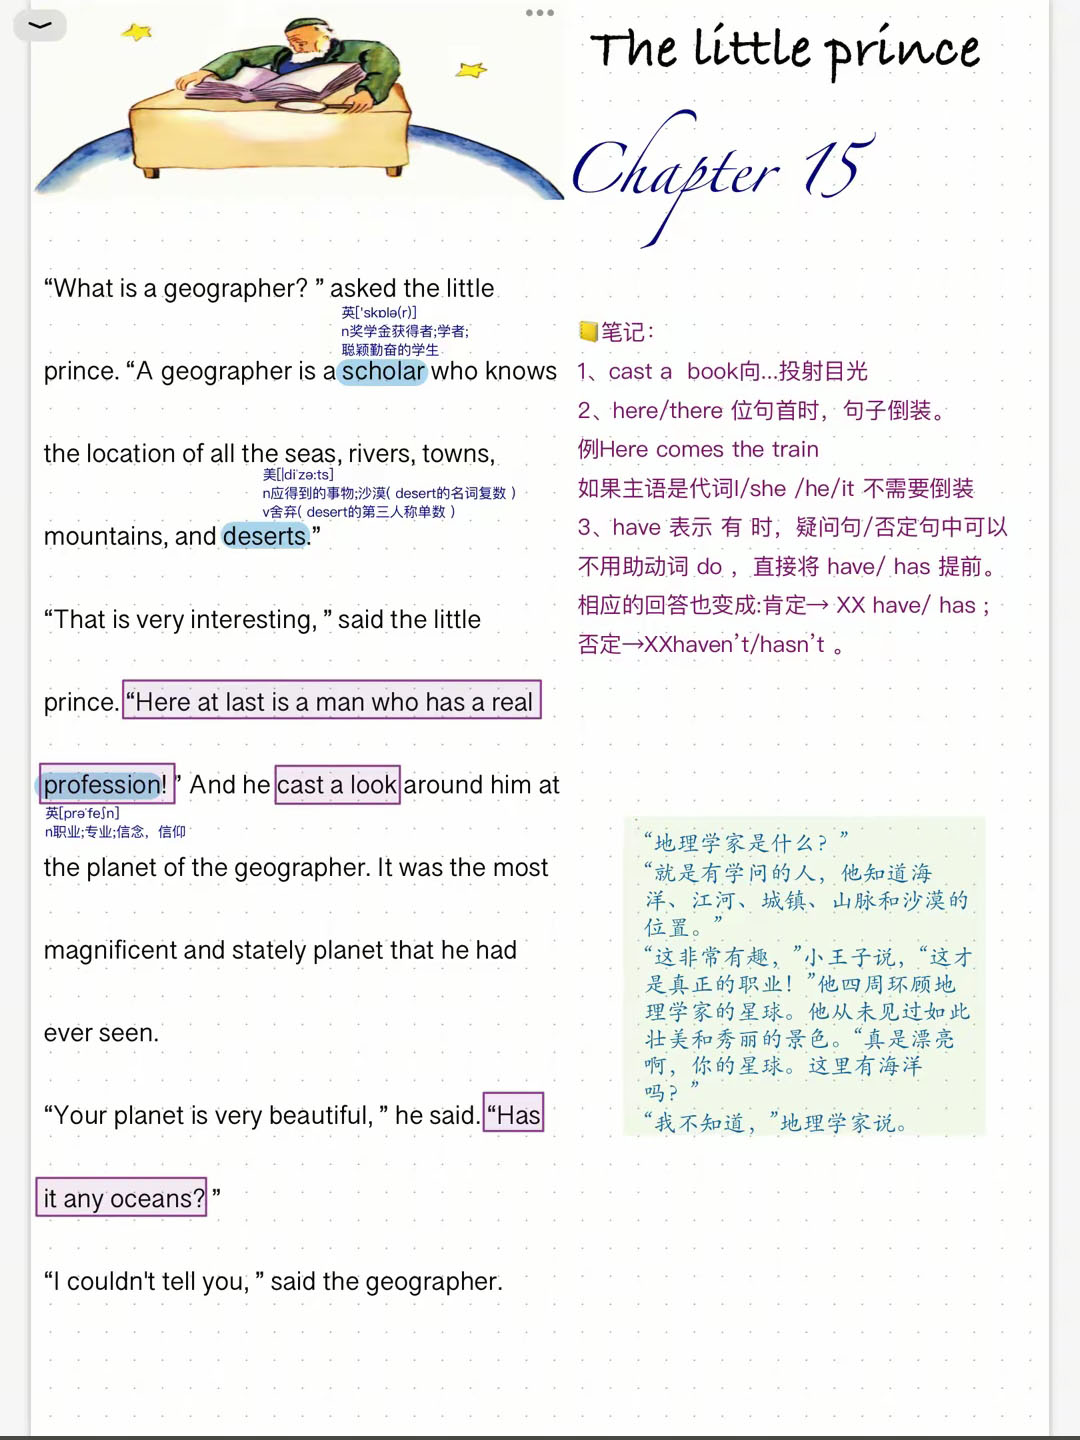 The little prince
Chapter 15
“What is a geographer? ” asked the little
英['skɒlə(r)]
n奖学金获得者;学者;
聪颖勤奋的学生
prince. “A geographer is a scholar who knows
the location of all the seas, rivers, towns,
美[|di'zə:ts]
n应得到的事物;沙漠( desert的名词复数 )
v舍弃( desert的第三人称单数 )
mountains, and deserts.”
“That is very interesting, ” said the little
prince. “Here at last is a man who has a real
profession! ” And he cast a look around him at
英[prə'feʃn]
n职业;专业;信念，信仰
the planet of the geographer. It was the most
magnificent and stately planet that he had
ever seen.
“Your planet is very beautiful, ” he said. “Has
it any oceans? ”
“I couldn't tell you, ” said the geographer.
📒笔记：
1、cast a book向...投射目光
2、here/there 位句首时，句子倒装。
例Here comes the train
如果主语是代词I/she /he/it 不需要倒装
3、have 表示 有 时，疑问句/否定句中可以
不用助动词 do ，直接将 have/ has 提前。
相应的回答也变成:肯定→ XX have/ has ；
否定→XXhaven’t/hasn’t 。
“地理学家是什么？”
“就是有学问的人，他知道海
洋、江河、城镇、山脉和沙漠的
位置。”
“这非常有趣，”小王子说，“这才
是真正的职业！”他四周环顾地
理学家的星球。他从未见过如此
壮美和秀丽的景色。“真是漂亮
啊，你的星球。这里有海洋
吗？”
“我不知道，”地理学家说。